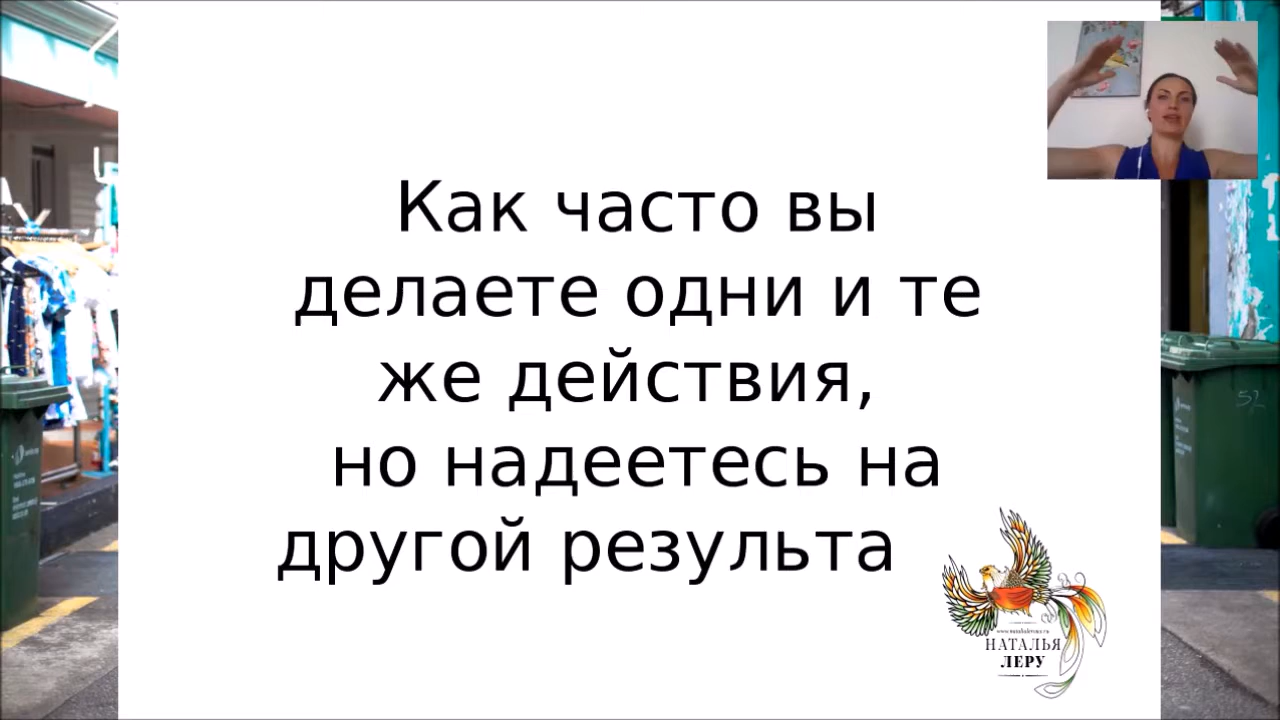 Как часто вы
делаете одни и те
же действия,
но надеетесь на
другой результа
НАТАЛЬЯ
ЛЕРУ